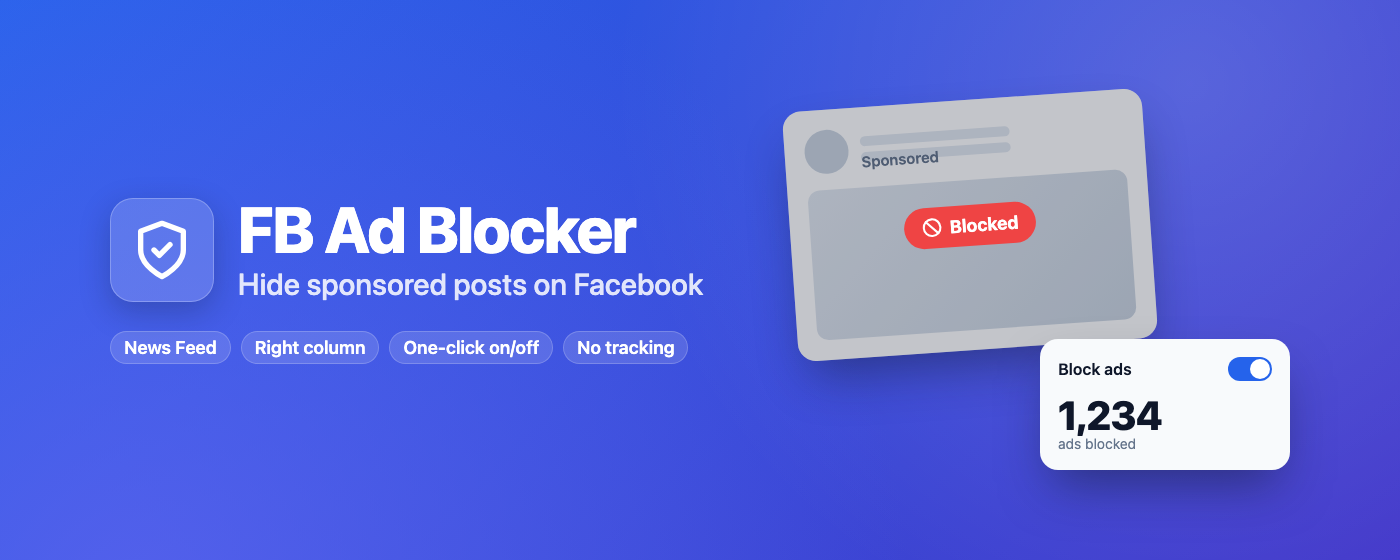 FB Ad Blocker
Hide sponsored posts on Facebook
News Feed
Right column
One-click on/off
No tracking
Sponsored
Blocked
Block ads
1,234
ads blocked